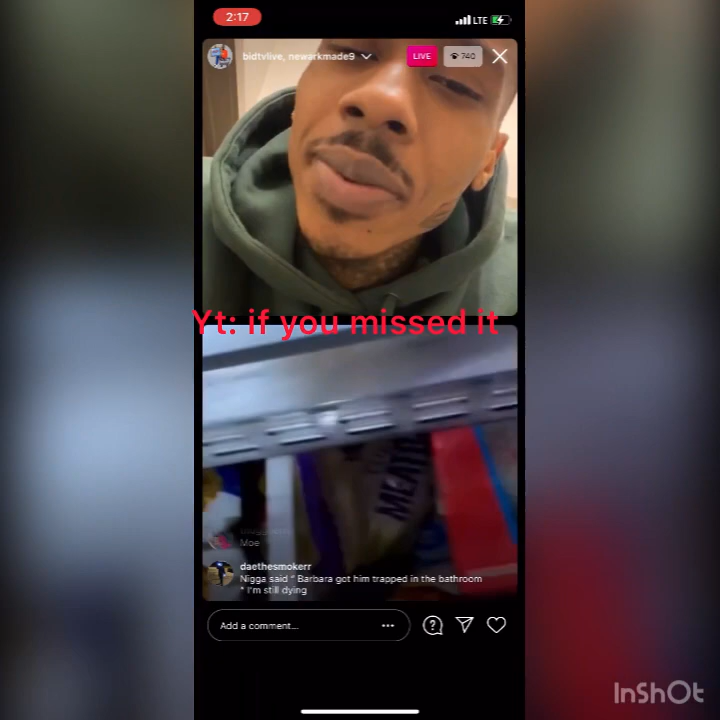 2:17
LTE
bidtvlive, newarkmade9
LIVE
740
Yt: if you missed it
MEAT
Moe
daethesmokerr
Nigga said “ Barbara got him trapped in the bathroom
“ I'm still dying
Add a comment...
InShOt